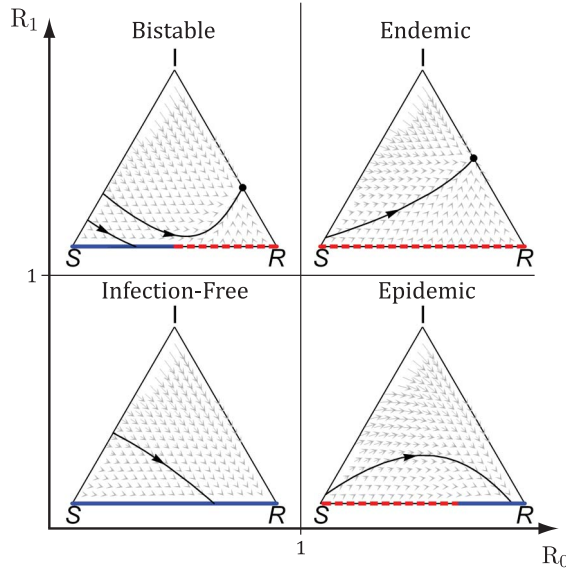 R1
Bistable
Endemic
I
I
S
R
S
R
1
Infection-Free
Epidemic
I
I
S
R
S
R
1
R0